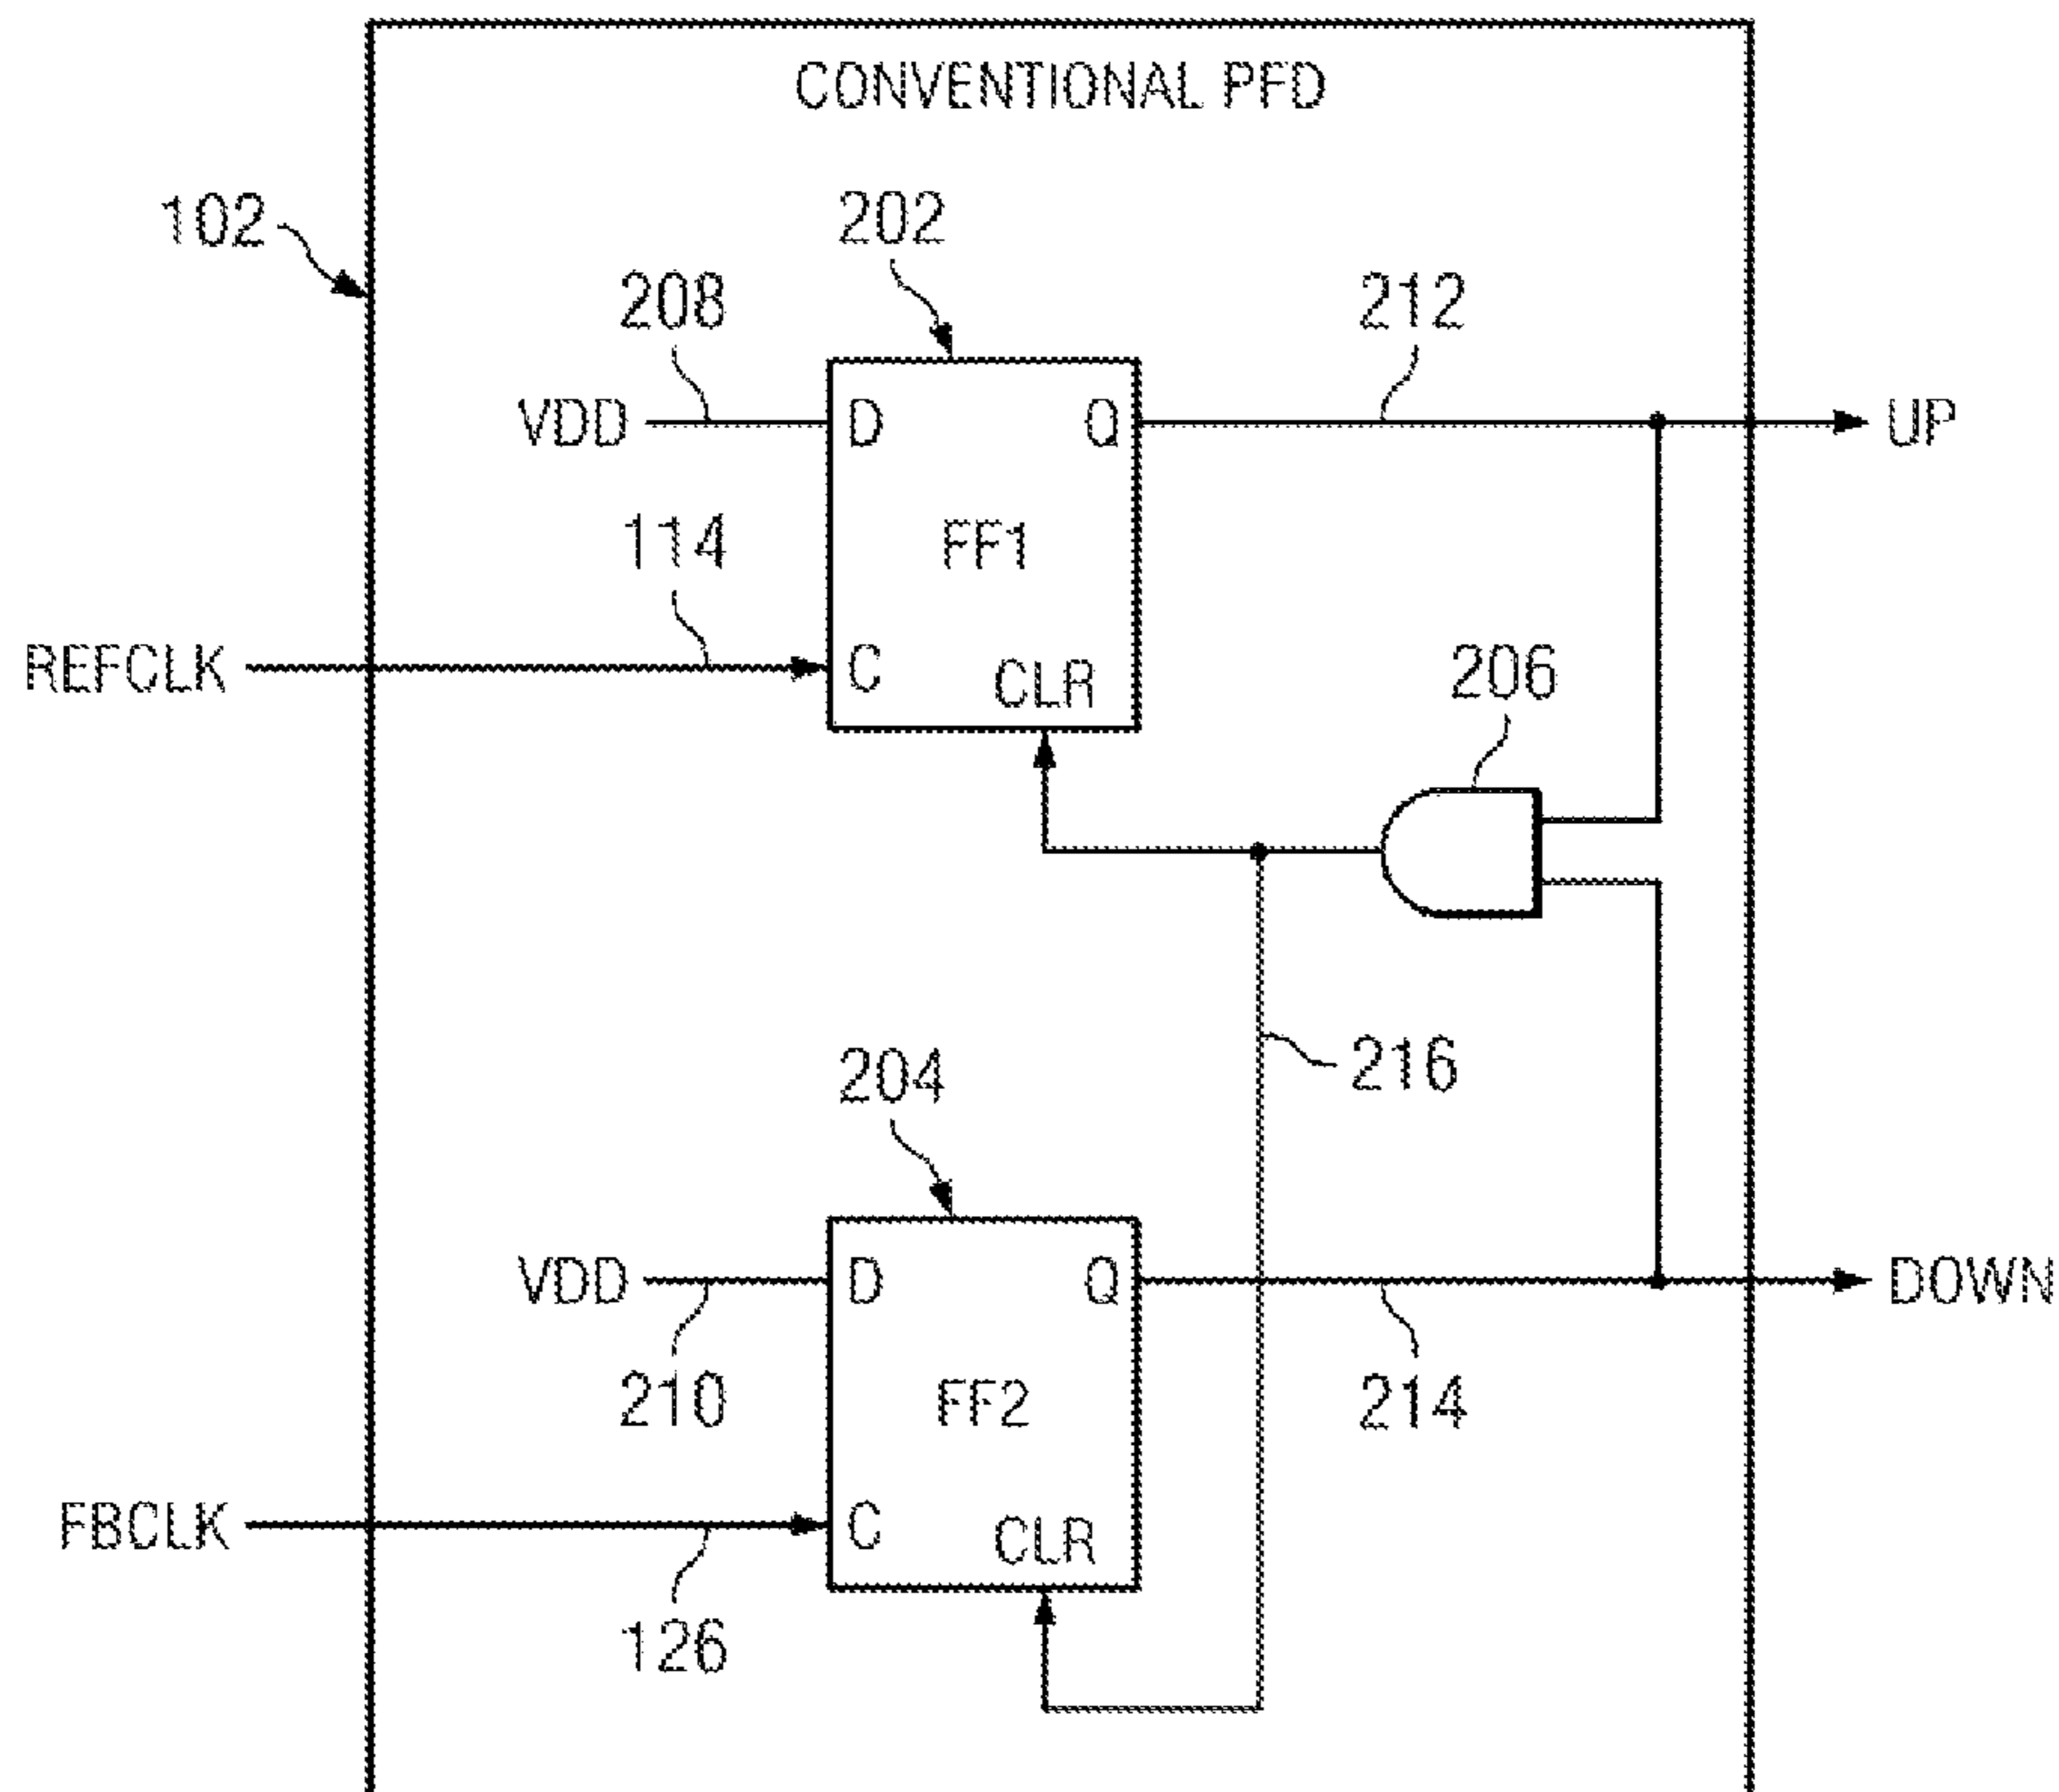 CONVENTIONAL PFD
102
202
208
212
VDD
D
Q
UP
114
FF1
REFCLK
C
CLR
206
216
204
VDD
D
Q
DOWN
210
FF2
214
FBCLK
C
CLR
126